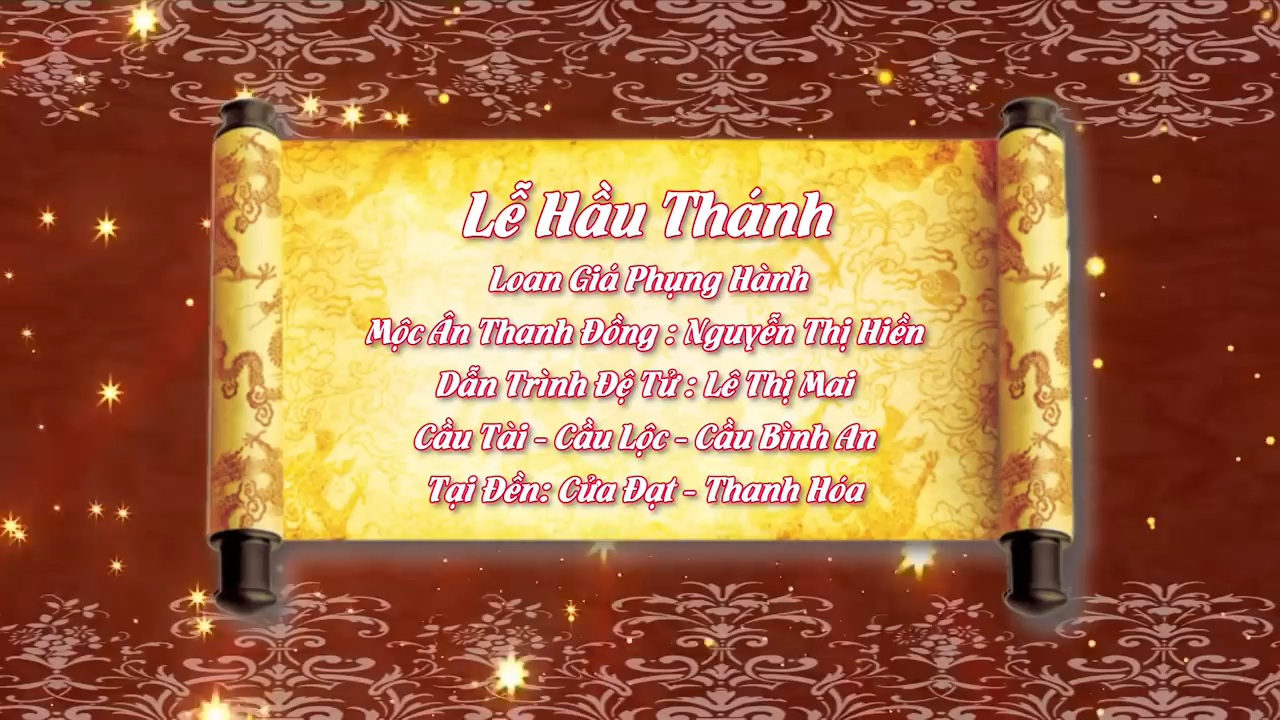 Lễ Hầu Thánh
Loan Giá Phụng Hành
Mộc Ân Thanh Đồng : Nguyễn Thị Hiền
Dẫn Trình Đệ Tử : Lê Thị Mai
Cầu Tài - Cầu Lộc - Cầu Bình An
Tại Đền: Cửa Đạt - Thanh Hóa